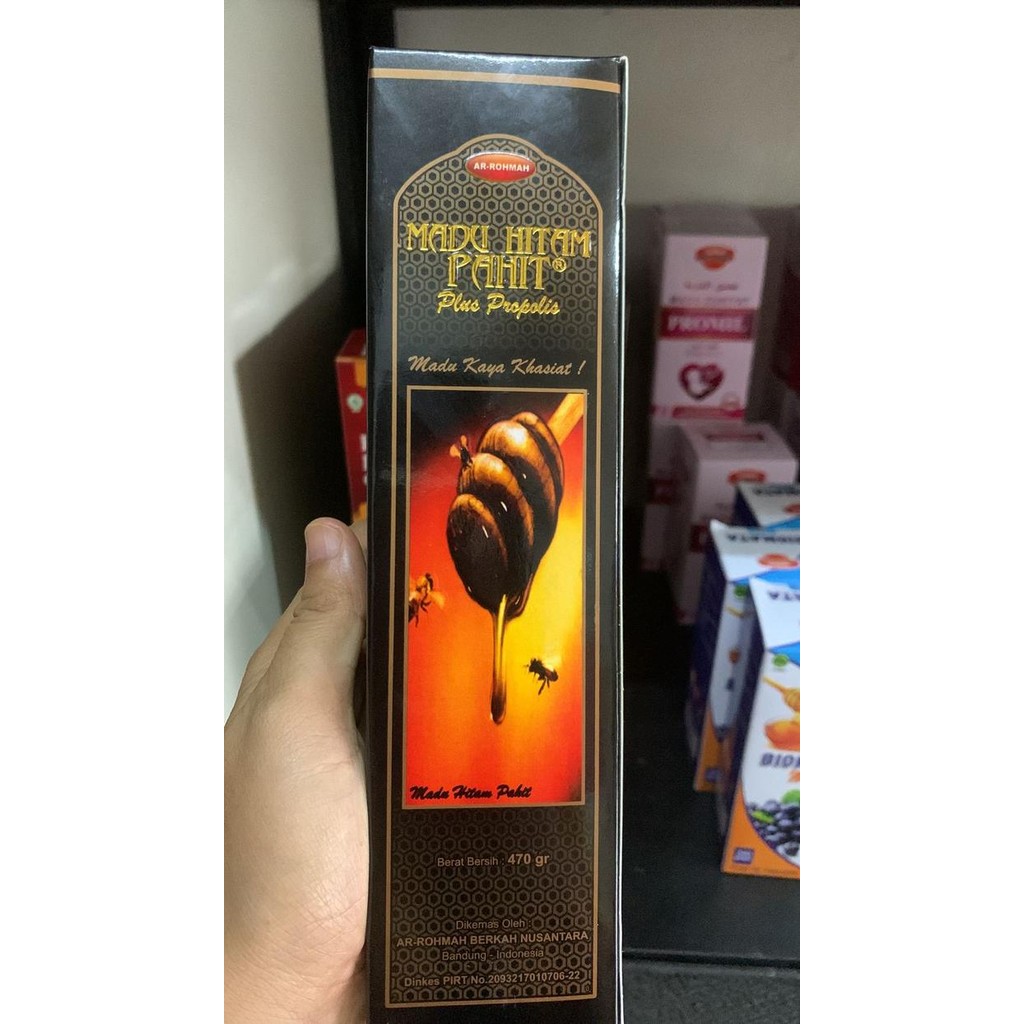 AR-ROHMAH
MADU HITAM
PAHIT®
Plus Propolis
Madu Kaya Khasiat !
Madu Hitam Pahit
Berat Bersih : 470 gr
Dikemas Oleh :
AR-ROHMAH BERKAH NUSANTARA
Bandung - Indonesia
Dinkes PIRT No.2093217010706-22
PROMIL